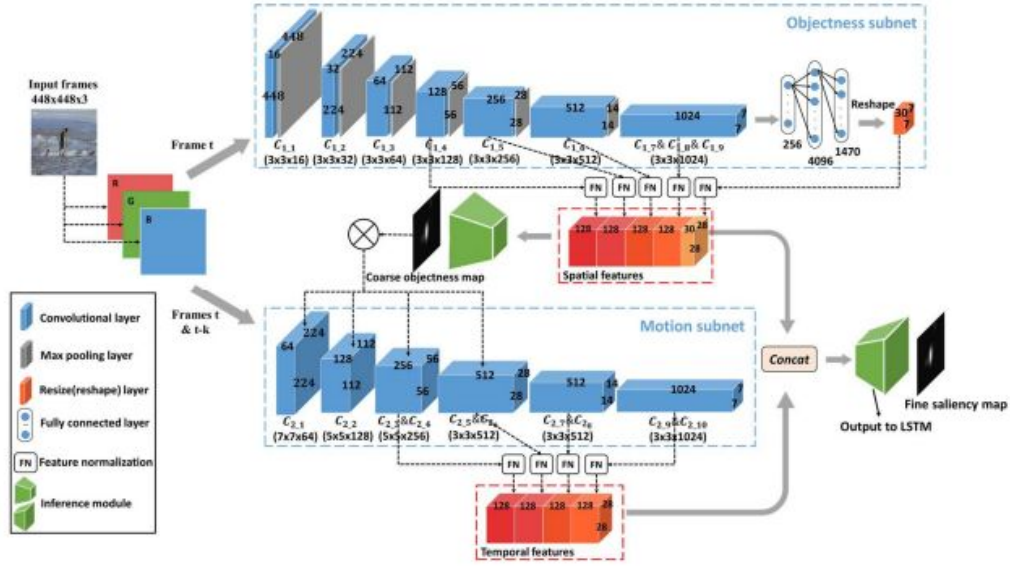 Objectness subnet
Input frames
448x448x3
Frame t
448
16
448
224
32
224
112
64
112
56
128
56
28
256
28
14
512
14
7
1024
7
256
4096
1470
Reshape
30
7
7
C1_1
(3x3x16)
C1_2
(3x3x32)
C1_3
(3x3x64)
C1_4
(3x3x128)
C1_5
(3x3x256)
C1_6
(3x3x512)
C1_7& C1_8 & C1_9
(3x3x1024)
FN FN FN FN FN
R
G
B
128 128 128 128 30 28
28
Spatial features
Coarse objectness map
Frames t
& t-k
Motion subnet
64
224
224
128
112
112
256
56
56
512
28
28
512
14
14
1024
7
7
C2_1
(7x7x64)
C2_2
(5x5x128)
C2_3&C2_4
(5x5x256)
(3x3x512)
(3x3x512)
C2_9&C2_10
(3x3x1024)
FN FN FN FN
128 128 128 128 28
28
Temporal features
Concat
Output to LSTM
Fine saliency map
Convolutional layer
Max pooling layer
Resize(reshape) layer
Fully connected layer
FN Feature normalization
Inference module